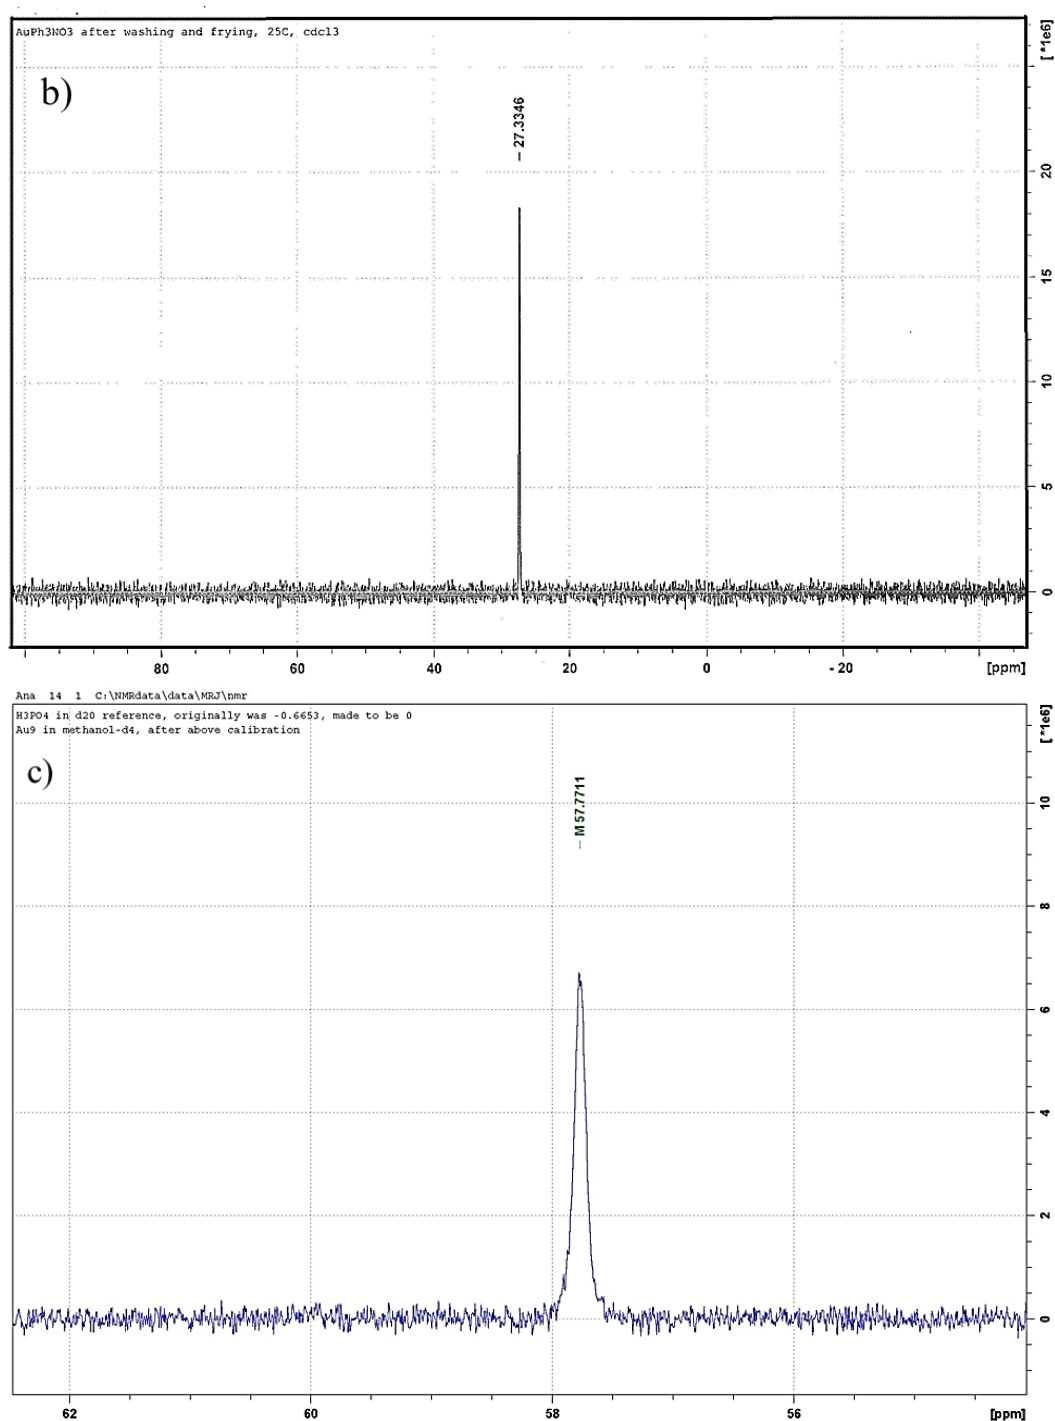 AuPh3NO3 after washing and frying, 25C, cdcl3
b)
27.3346
[*1e6]
20
15
10
5
0
80 60 40 20 0 -20 [ppm]
Ana 14 1 C:\NMRdata\data\MRJ\nmr
H3PO4 in d20 reference, originally was -0.6653, made to be 0
Au9 in methanol-d4, after above calibration
c)
M 57.7711
[*1e6]
10
8
6
4
2
0
62 60 58 56 [ppm]